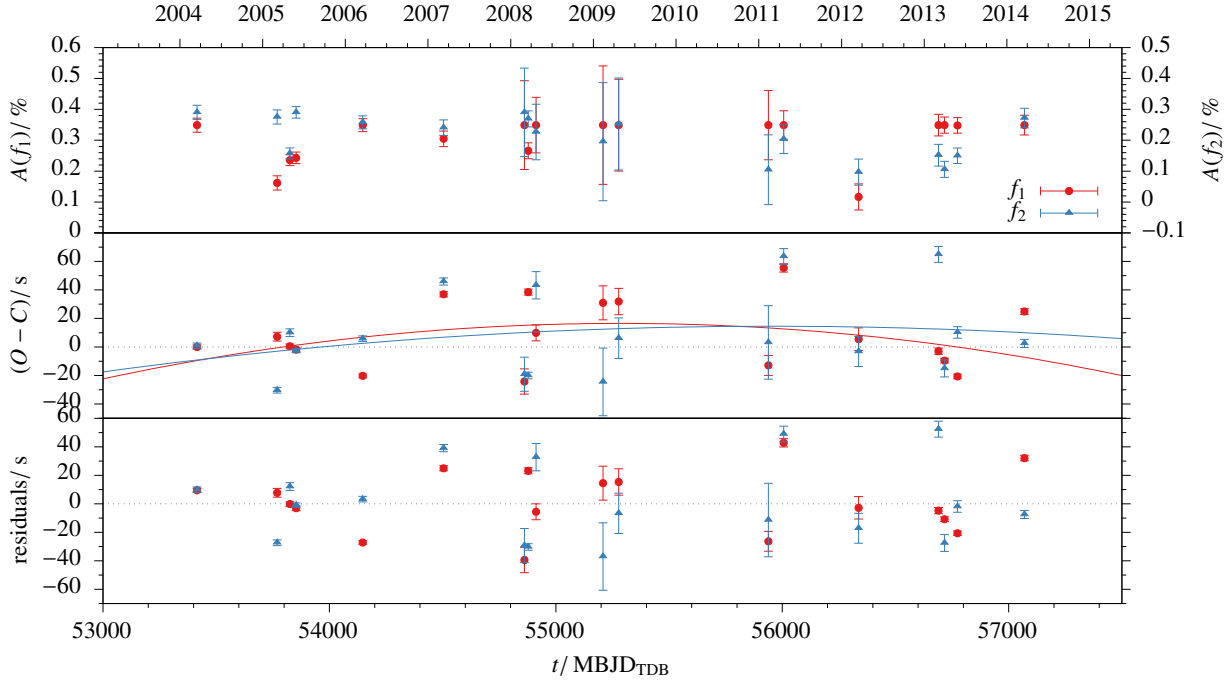 2004 2005 2006 2007 2008 2009 2010 2011 2012 2013 2014 2015
0.6 0.5 0.4 0.3 0.2 0.1 0
A(f₁)/ %
0.5 0.4 0.3 0.2 0.1 0 −0.1
A(f₂)/ %
f₁
f₂
60 40 20 0 −20 −40 60
(O − C)/ s
40 20 0 −20 −40 −60
residuals/ s
53000 54000 55000 56000 57000
t/ MBJD_TDB